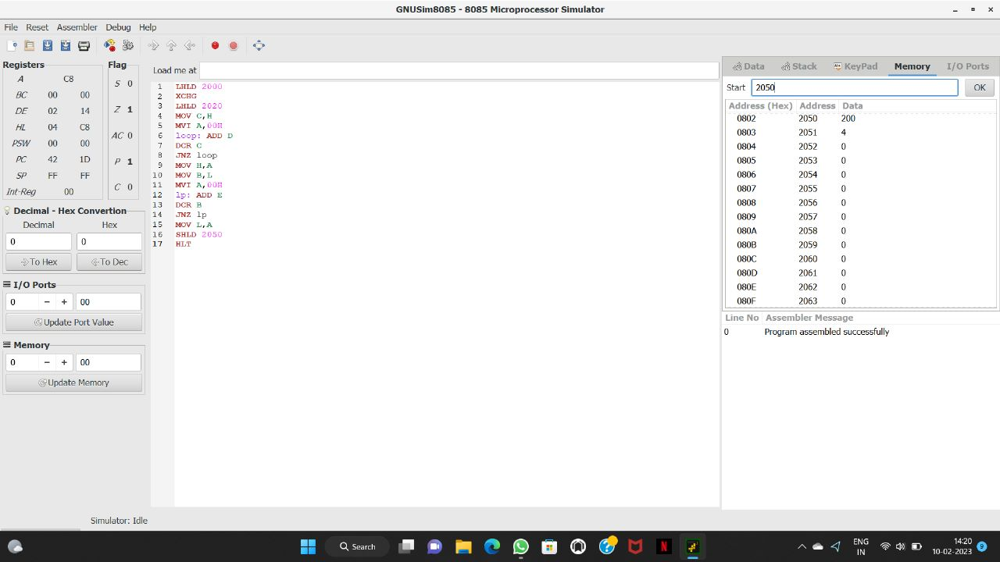 GNUSim8085 - 8085 Microprocessor Simulator
File Reset Assembler Debug Help
Registers
A C8
BC 00 00
DE 02 14
HL 04 C8
PSW 00 00
PC 42 1D
SP FF FF
Int-Reg 00
Flag
S 0
Z 1
AC 0
P 1
C 0
Decimal - Hex Convertion
Decimal Hex
0 0
To Hex To Dec
I/O Ports
0 − + 00
Update Port Value
Memory
0 − + 00
Update Memory
Load me at
1 LHLD 2000
2 XCHG
3 LHLD 2020
4 MOV C,H
5 MVI A,00H
6 loop: ADD D
7 DCR C
8 JNZ loop
9 MOV H,A
10 MOV B,L
11 MVI A,00H
12 lp: ADD E
13 DCR B
14 JNZ lp
15 MOV L,A
16 SHLD 2050
17 HLT
Data Stack KeyPad Memory I/O Ports
Start 2050 OK
Address (Hex) Address Data
0802 2050 200
0803 2051 4
0804 2052 0
0805 2053 0
0806 2054 0
0807 2055 0
0808 2056 0
0809 2057 0
080A 2058 0
080B 2059 0
080C 2060 0
080D 2061 0
080E 2062 0
080F 2063 0
Line No Assembler Message
0 Program assembled successfully
Simulator: Idle
Search
ENG
IN
14:20
10-02-2023
9